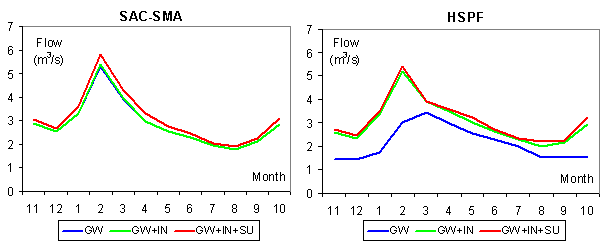 SAC-SMA
7
6
5
4
3
2
1
0
Flow
(m³/s)
Month
11 12 1 2 3 4 5 6 7 8 9 10
GW GW+IN GW+IN+SU
HSPF
7
6
5
4
3
2
1
0
Flow
(m³/s)
Month
11 12 1 2 3 4 5 6 7 8 9 10
GW GW+IN GW+IN+SU